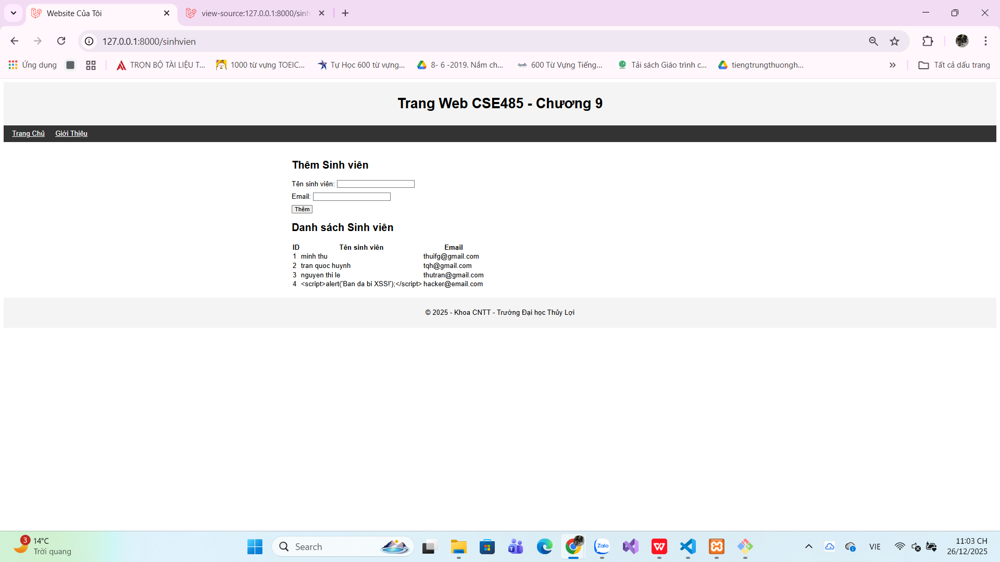 Website Của Tôi
view-source:127.0.0.1:8000/sinh
127.0.0.1:8000/sinhvien
Ứng dụng
TRỌN BỘ TÀI LIỆU T...
1000 từ vựng TOEIC...
Tự Học 600 từ vựng...
8- 6 -2019. Nắm ch...
600 Từ Vựng Tiếng...
Tải sách Giáo trình c...
tiengtrungthuongh...
Tất cả dấu trang
Trang Web CSE485 - Chương 9
Trang Chủ Giới Thiệu
Thêm Sinh viên
Tên sinh viên:
Email:
Thêm
Danh sách Sinh viên
ID Tên sinh viên Email
1 minh thu thuifg@gmail.com
2 tran quoc huynh tqh@gmail.com
3 nguyen thi le thutran@gmail.com
4 <script>alert('Ban da bi XSS!');</script> hacker@email.com
© 2025 - Khoa CNTT - Trường Đại học Thủy Lợi
3
14°C
Trời quang
Search
Zalo
VIE
11:03 CH
26/12/2025